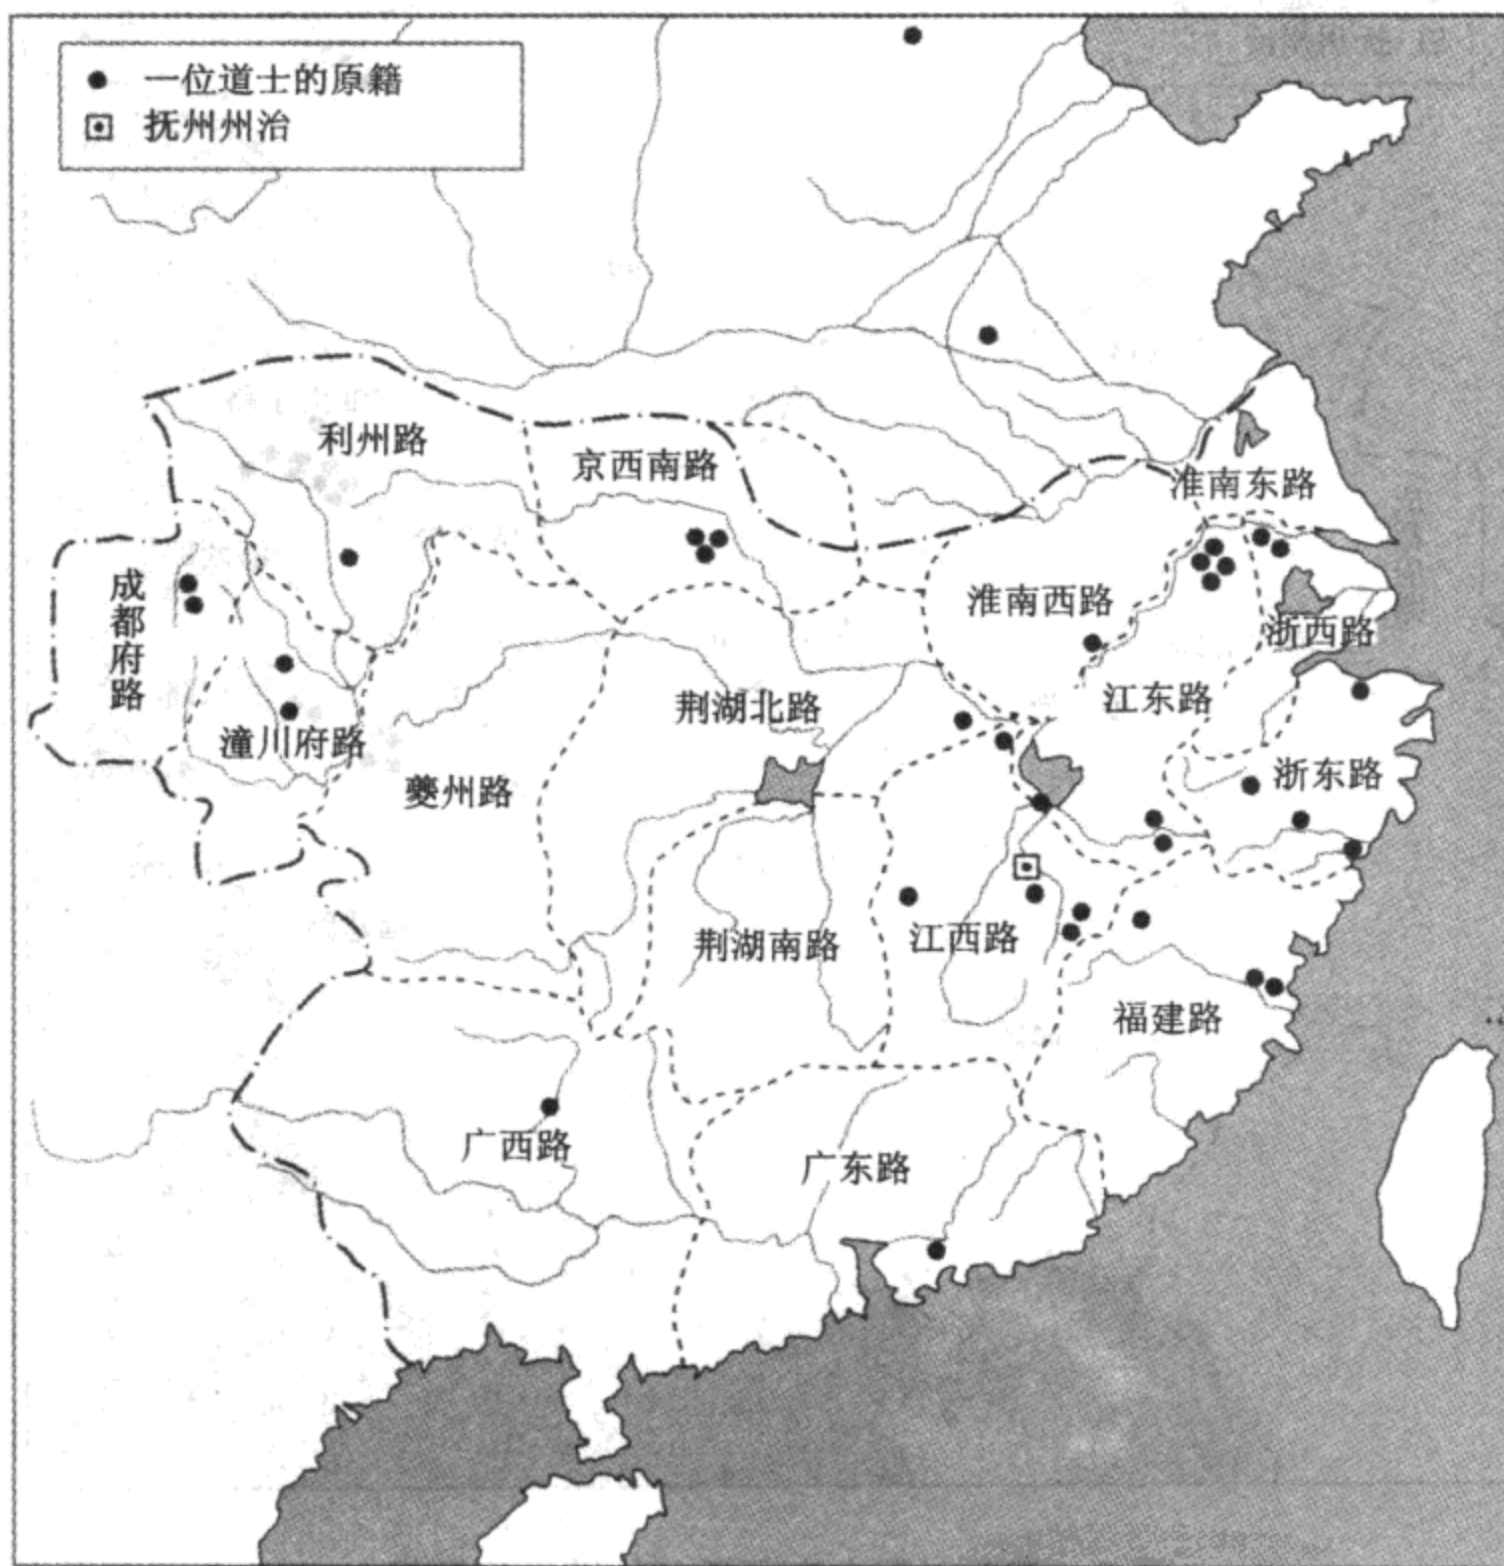 一位道士的原籍
抚州州治
利州路
京西南路
淮南东路
成都府路
淮南西路
浙西路
江东路
荆湖北路
潼川府路
夔州路
浙东路
荆湖南路
江西路
福建路
广西路
广东路